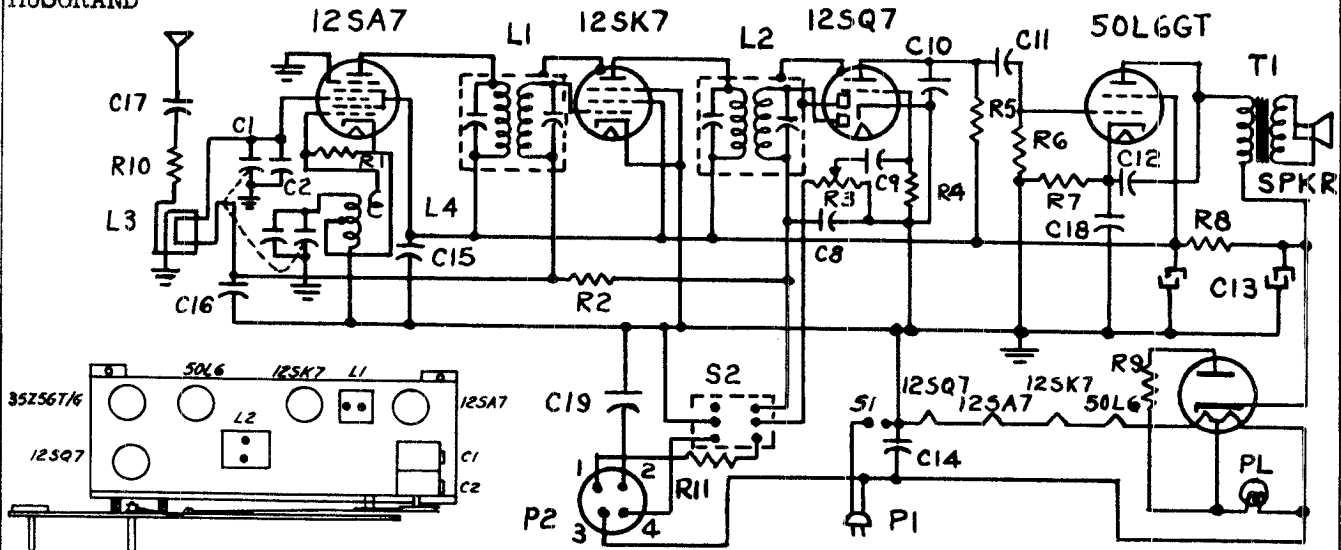 MUSGRAND
12SA7
L1
12SK7
L2
12SQ7
C10
C11
50L6GT
T1
C17
C1
R5
R6
R10
R1
C2
C9
C12
SPKR
L3
L4
R3
R4
R7
R8
C15
C8
C18
C16
R2
C13
50L6
12SK7
L1
S2
R9
35Z5GT/G
L2
12SA7
C19
S1
12SQ7
12SA7
12SK7
50L6
12SQ7
C1
C2
1
2
R11
C14
PL
P2
3
4
P1